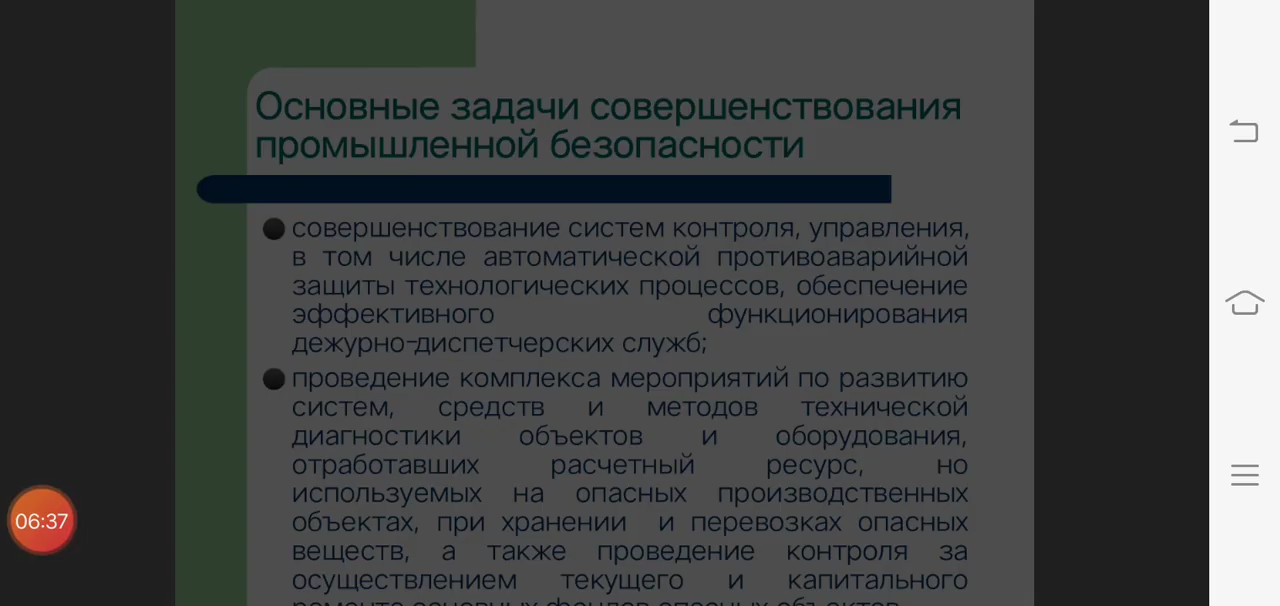 Основные задачи совершенствования
промышленной безопасности
совершенствование систем контроля, управления,
в том числе автоматической противоаварийной
защиты технологических процессов, обеспечение
эффективного функционирования
дежурно-диспетчерских служб;
проведение комплекса мероприятий по развитию
систем, средств и методов технической
диагностики объектов и оборудования,
отработавших расчетный ресурс, но
используемых на опасных производственных
объектах, при хранении и перевозках опасных
веществ, а также проведение контроля за
осуществлением текущего и капитального
06:37